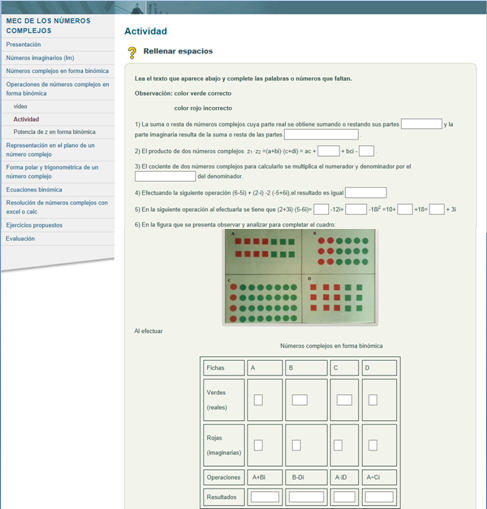 MEC DE LOS NÚMEROS
COMPLEJOS
Presentación
Números imaginarios (Im)
Números complejos en forma binómica
Operaciones de números complejos en
forma binómica
video
Actividad
Potencia de z en forma binómica
Representación en el plano de un
número complejo
Forma polar y trigonométrica de un
número complejo
Ecuaciones binómica
Resolución de números complejos con
excel o calc
Ejercicios propuestos
Evaluación
Actividad
Rellenar espacios
Lee el texto que aparece abajo y complete las palabras o números que faltan.
Observación: color verde correcto
color rojo incorrecto
1) La suma o resta de números complejos cuya parte real se obtiene sumando o restando sus partes y la
parte imaginaria resulta de la suma o resta de las partes .
2) El producto de dos números complejos z₁· z₂ =(a+bi)·(c+di) = ac + + bci - .
3) El cociente de dos números complejos para calcularlo se multiplica el numerador y denominador por el
del denominador.
4) Efectuando la siguiente operación (6-5i) + (2-i) -2 (-5+6i),el resultado es igual
5) En la siguiente operación al efectuarla se tiene que (2+3i)·(5-6i)= -12i+ -18i² =10+ +18= + 3i
6) En la figura que se presenta observar y analizar para completar el cuadro:
A B
C D
Al efectuar
Números complejos en forma binómica
Fichas A B C D
Verdes
(reales)
Rojas
(imaginarias)
Operaciones A+Bi B-Di A-iD A÷Ci
Resultados